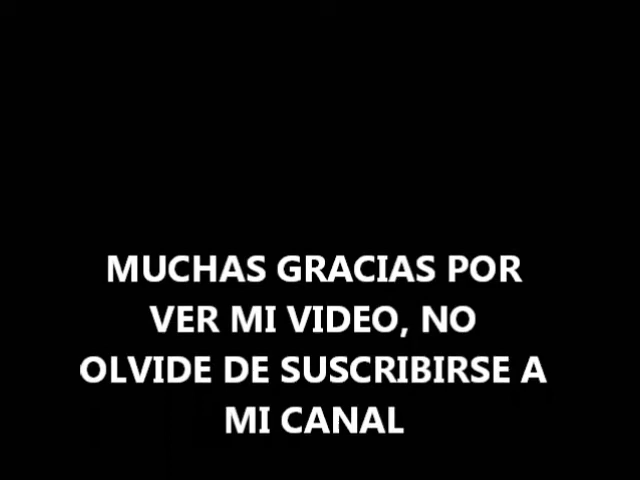 MUCHAS GRACIAS POR
VER MI VIDEO, NO
OLVIDE DE SUSCRIBIRSE A
MI CANAL